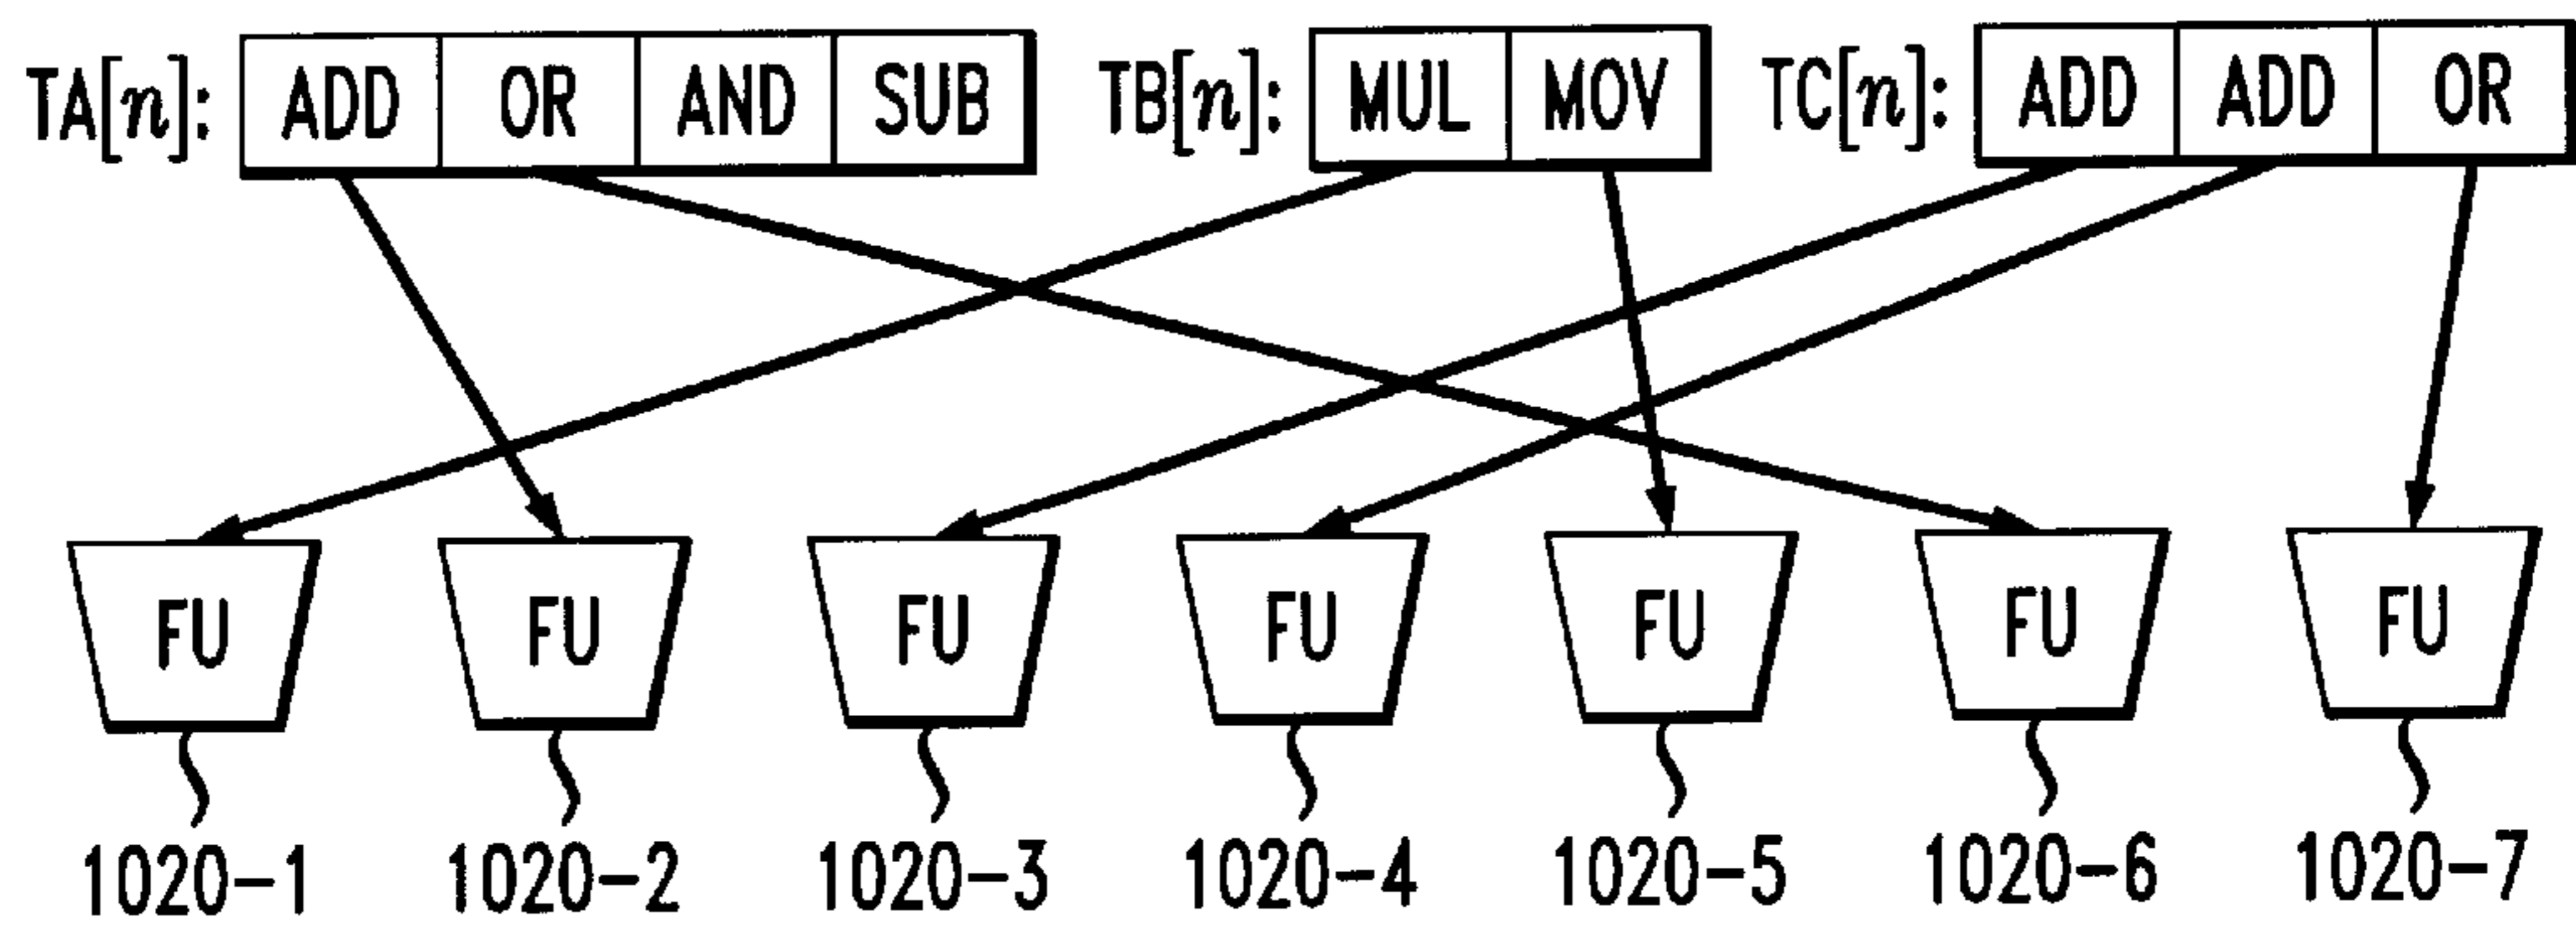 TA[n]: ADD OR AND SUB TB[n]: MUL MOV TC[n]: ADD ADD OR
FU FU FU FU FU FU FU
1020-1 1020-2 1020-3 1020-4 1020-5 1020-6 1020-7